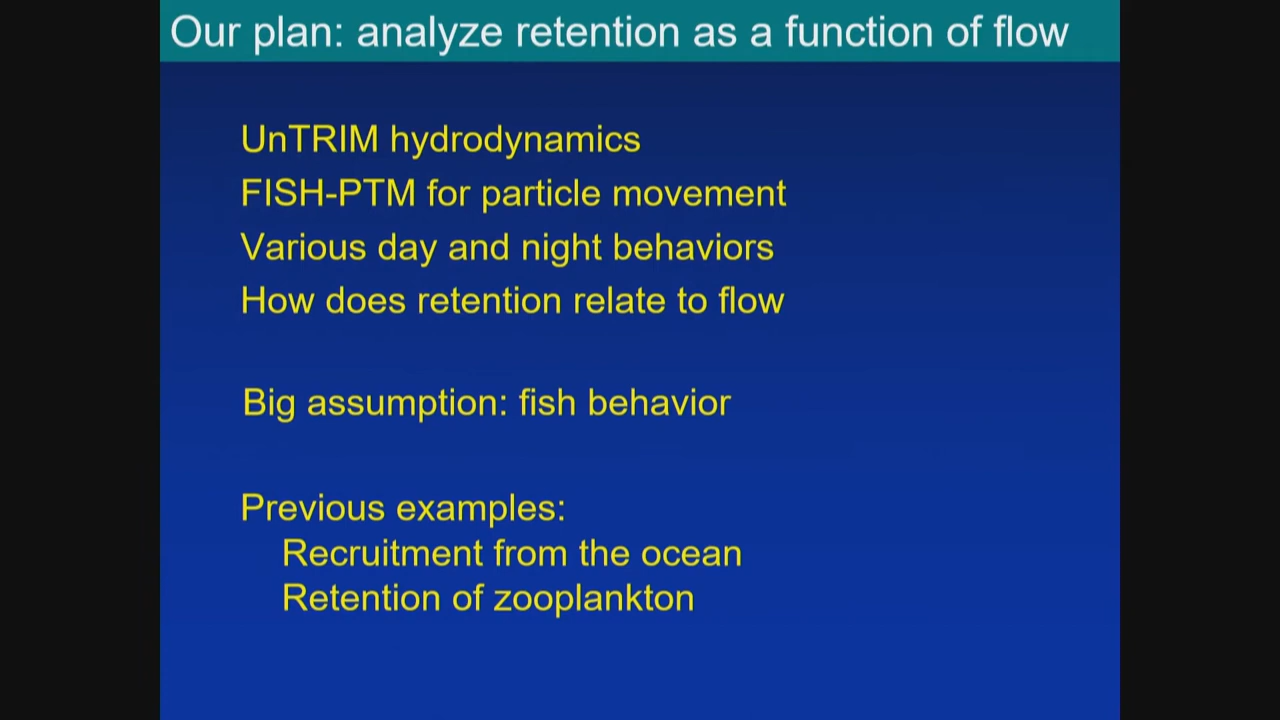 Our plan: analyze retention as a function of flow
UnTRIM hydrodynamics
FISH-PTM for particle movement
Various day and night behaviors
How does retention relate to flow
Big assumption: fish behavior
Previous examples:
Recruitment from the ocean
Retention of zooplankton